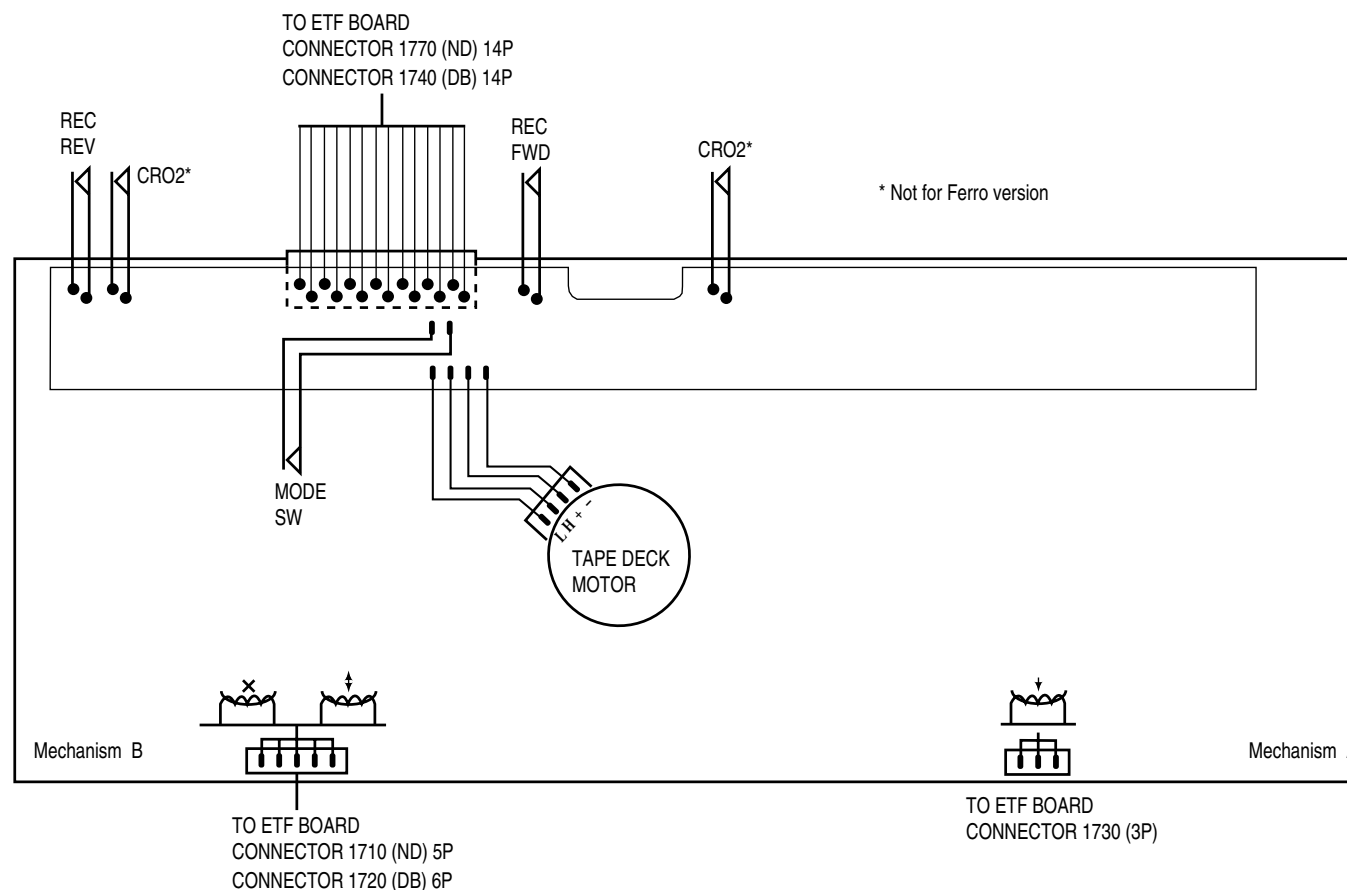 TO ETF BOARD
CONNECTOR 1770 (ND) 14P
CONNECTOR 1740 (DB) 14P
REC
REV
CRO2*
REC
FWD
CRO2*
* Not for Ferro version
MODE
SW
L H + -
TAPE DECK
MOTOR
Mechanism B
Mechanism
TO ETF BOARD
CONNECTOR 1710 (ND) 5P
CONNECTOR 1720 (DB) 6P
TO ETF BOARD
CONNECTOR 1730 (3P)